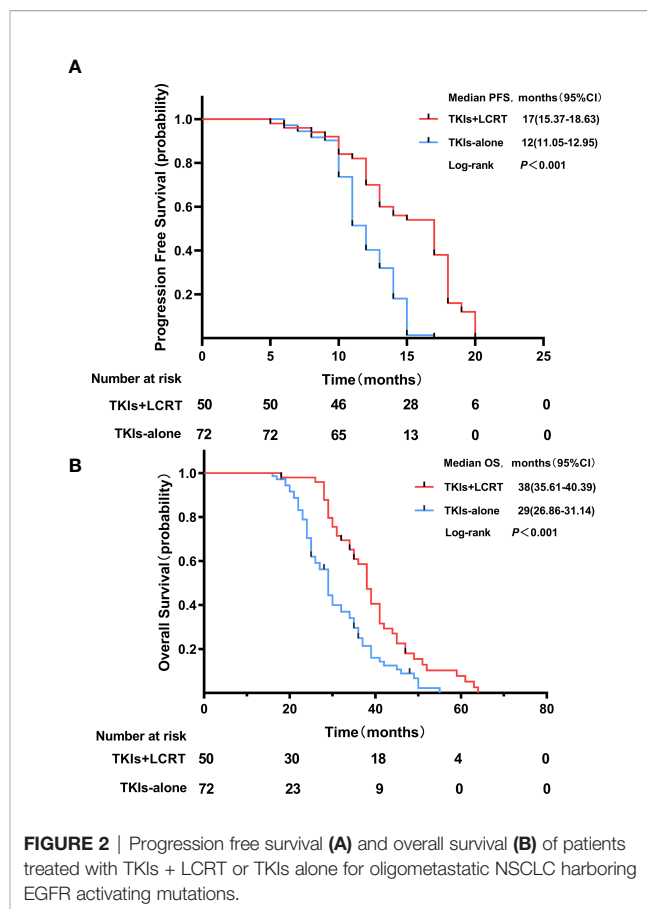 A
Median PFS, months(95%CI)
TKIs+LCRT 17(15.37-18.63)
TKIs-alone 12(11.05-12.95)
Log-rank P<0.001
Progression Free Survival (probability)
1.0
0.8
0.6
0.4
0.2
0 5 10 15 20 25
Time(months)
Number at risk
TKIs+LCRT 50 50 46 28 6 0
TKIs-alone 72 72 65 13 0 0
B
Median OS, months(95%CI)
TKIs+LCRT 38(35.61-40.39)
TKIs-alone 29(26.86-31.14)
Log-rank P<0.001
Overall Survival(probability)
1.0
0.8
0.6
0.4
0.2
0 20 40 60 80
Time(months)
Number at risk
TKIs+LCRT 50 30 18 4 0
TKIs-alone 72 23 9 0 0
FIGURE 2 | Progression free survival (A) and overall survival (B) of patients
treated with TKIs + LCRT or TKIs alone for oligometastatic NSCLC harboring
EGFR activating mutations.